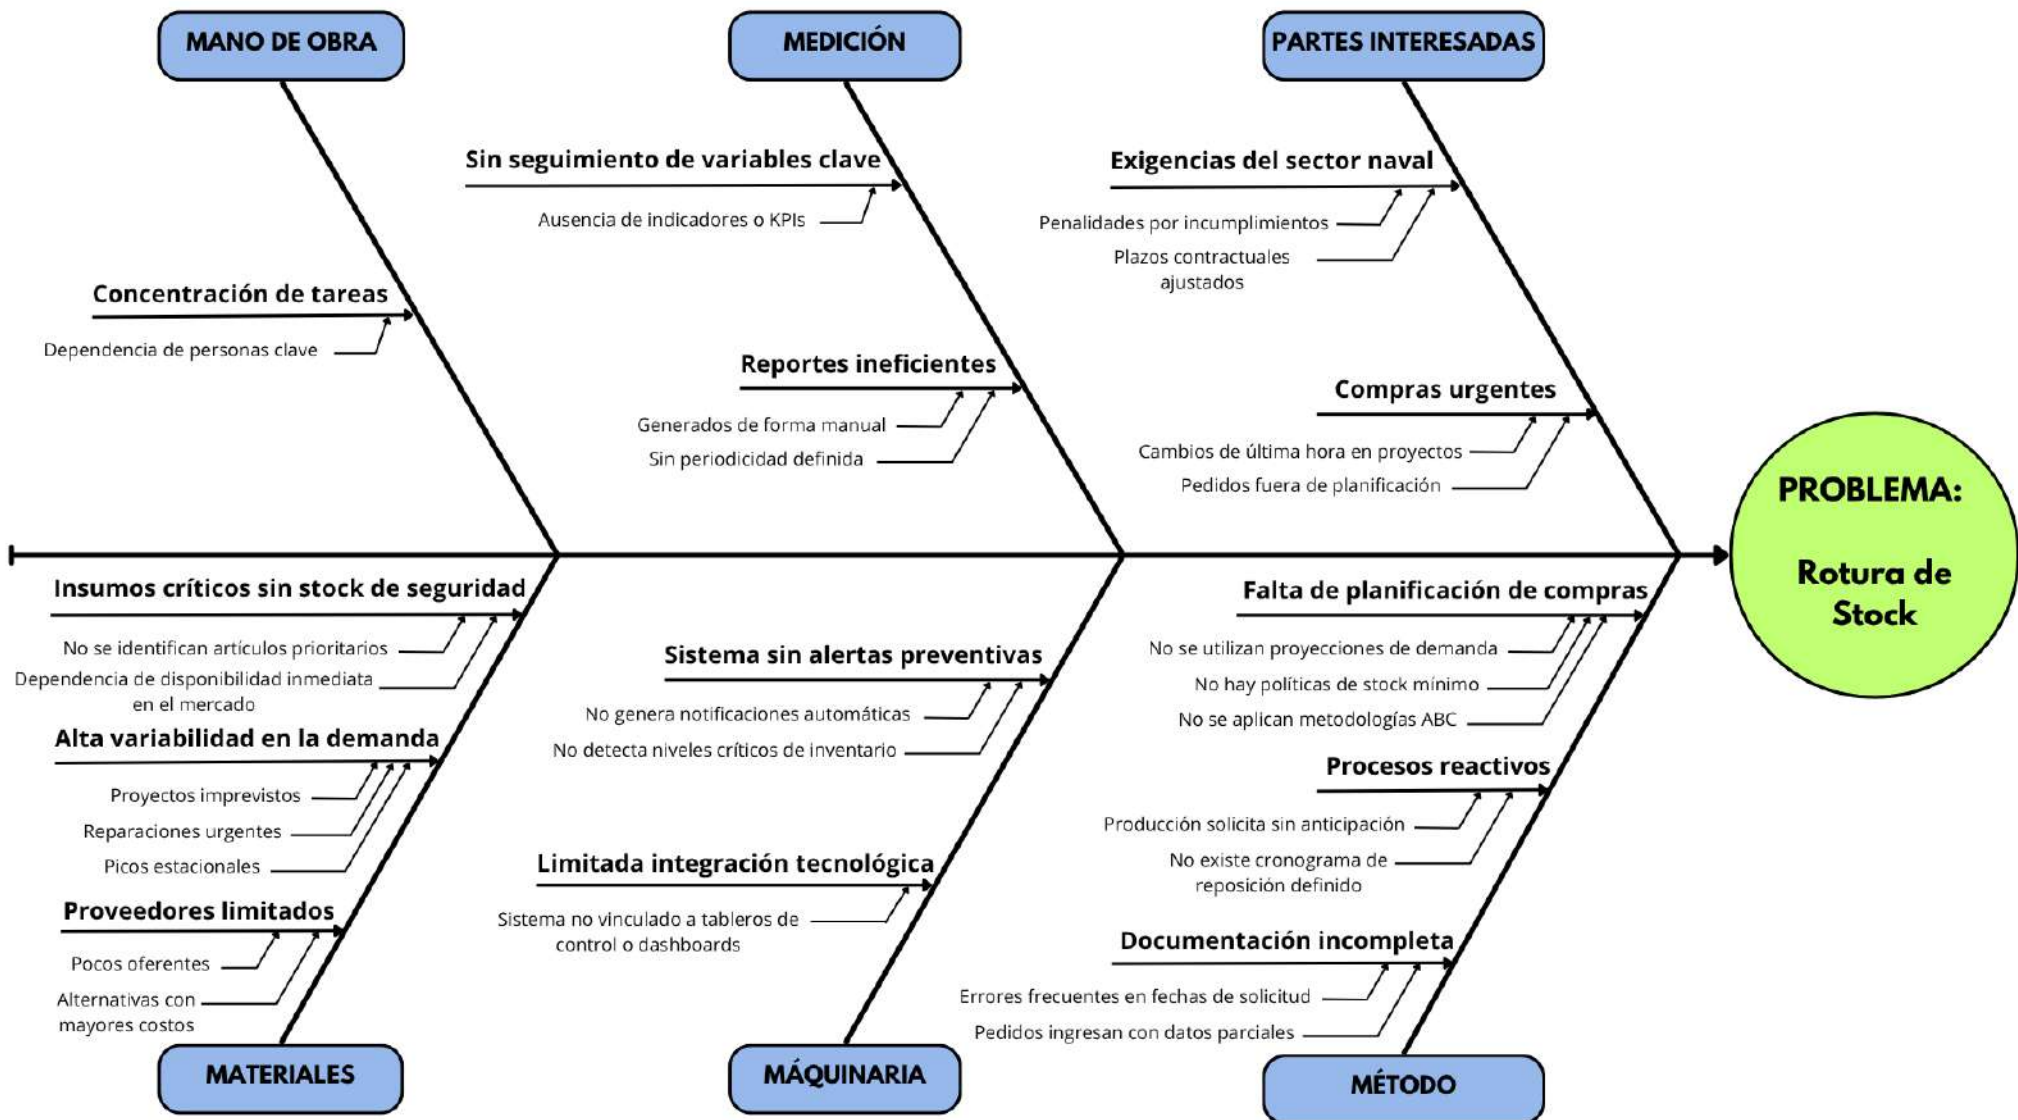 MANO DE OBRA
MEDICIÓN
PARTES INTERESADAS
Concentración de tareas
Dependencia de personas clave
Sin seguimiento de variables clave
Ausencia de indicadores o KPIs
Reportes ineficientes
Generados de forma manual
Sin periodicidad definida
Exigencias del sector naval
Penalidades por incumplimientos
Plazos contractuales
ajustados
Compras urgentes
Cambios de última hora en proyectos
Pedidos fuera de planificación
PROBLEMA:
Rotura de
Stock
Insumos críticos sin stock de seguridad
No se identifican artículos prioritarios
Dependencia de disponibilidad inmediata
en el mercado
Alta variabilidad en la demanda
Proyectos imprevistos
Reparaciones urgentes
Picos estacionales
Proveedores limitados
Pocos oferentes
Alternativas con
mayores costos
Sistema sin alertas preventivas
No genera notificaciones automáticas
No detecta niveles críticos de inventario
Limitada integración tecnológica
Sistema no vinculado a tableros de
control o dashboards
Falta de planificación de compras
No se utilizan proyecciones de demanda
No hay políticas de stock mínimo
No se aplican metodologías ABC
Procesos reactivos
Producción solicita sin anticipación
No existe cronograma de
reposición definido
Documentación incompleta
Errores frecuentes en fechas de solicitud
Pedidos ingresan con datos parciales
MATERIALES
MÁQUINARIA
MÉTODO